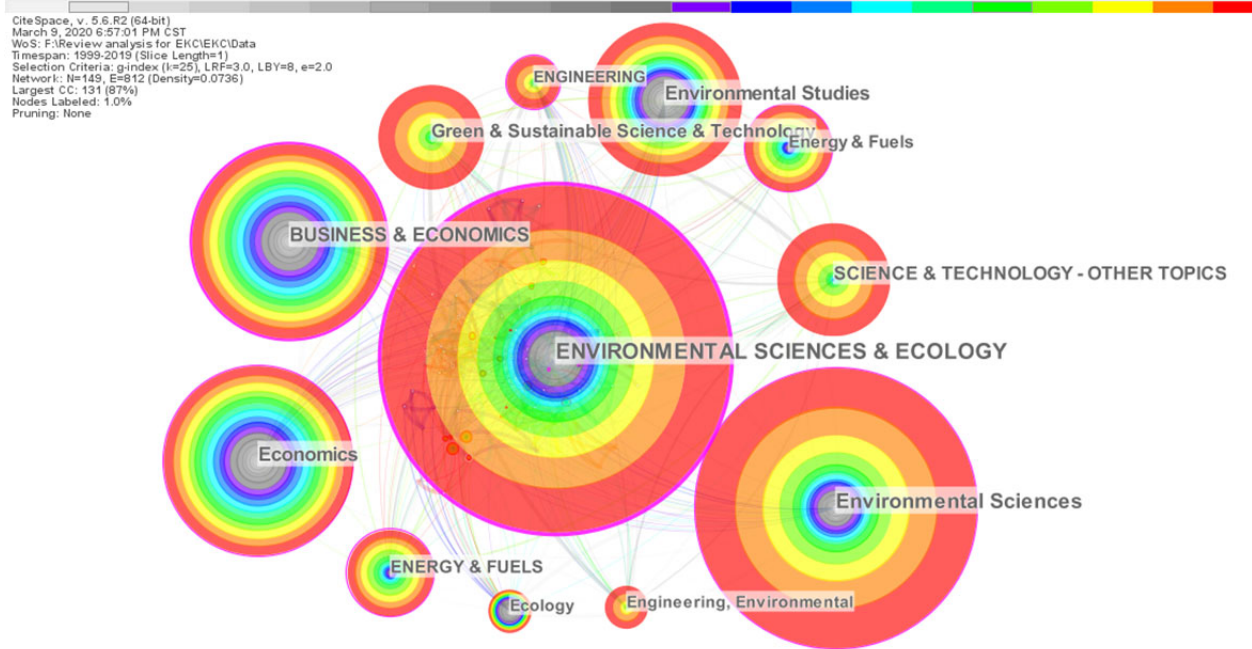 CiteSpace, v. 5.6.R2 (64-bit)
March 9, 2020 6:57:01 PM CST
WoS: F:\Review analysis for EKC\EKC\Data
Timespan: 1999-2019 (Slice Length=1)
Selection Criteria: g-index (k=25), LRF=3.0, LBY=8, e=2.0
Network: N=149, E=812 (Density=0.0736)
Largest CC: 131 (87%)
Nodes Labeled: 1.0%
Pruning: None
ENGINEERING
Environmental Studies
Green & Sustainable Science & Technology
Energy & Fuels
BUSINESS & ECONOMICS
SCIENCE & TECHNOLOGY - OTHER TOPICS
ENVIRONMENTAL SCIENCES & ECOLOGY
Economics
Environmental Sciences
ENERGY & FUELS
Ecology
Engineering, Environmental